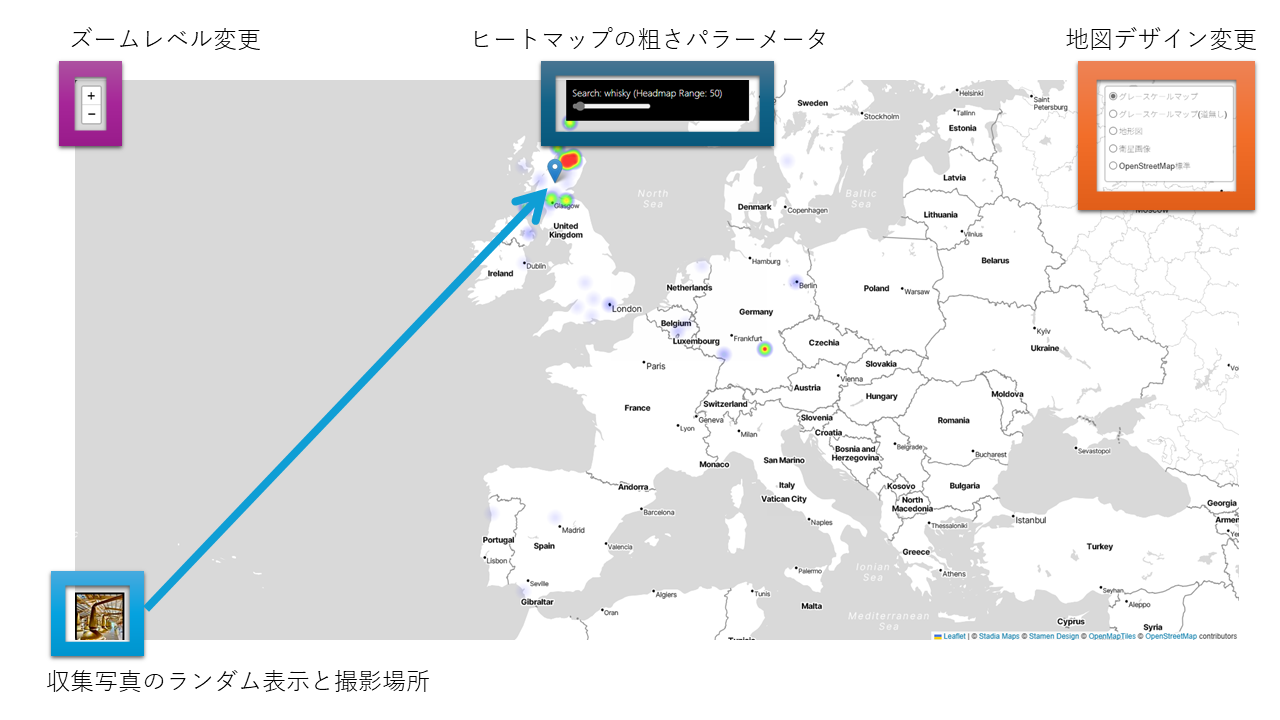 ズームレベル変更
ヒートマップの粗さパラーメータ
地図デザイン変更
+
−
Search: whisky (Headmap Range: 50)
グレースケールマップ
グレースケールマップ(道無し)
地形図
衛星画像
OpenStreetMap標準
Sweden
Stockholm
Helsinki
Tallinn
Estonia
Saint
Petersburg
Latvia
Lithuania
Vilnius
Moscow
North
Sea
Baltic
Sea
Denmark
Copenhagen
Glasgow
United
Kingdom
Ireland
Dublin
London
Hamburg
Berlin
Netherlands
Germany
Poland
Warsaw
Belarus
Belgium
Luxembourg
Frankfurt
Czechia
Kyiv
Ukraine
Paris
Slovakia
Vienna
Austria
Hungary
Moldova
France
Switzerland
Geneva
Lyon
Milan
Slovenia
Croatia
Romania
Bosnia and
Herzegovina
Belgrade
Bucharest
Sevastopol
Monaco
San Marino
Italy
Vatican City
Andorra
Barcelona
Kosovo
North
Macedonia
Bulgaria
Georgia
Naples
Thessaloniki
Istanbul
Madrid
Portugal
Spain
Valencia
Lisbon
Greece
Turkey
Ionian
Sea
Athens
Palermo
Seville
Gibraltar
Algiers
Oran
Tunis
Malta
Mediterranean
Sea
Seyhan
Aleppo
Cyprus
Syria
Leaflet | © Stadia Maps © Stamen Design © OpenMapTiles © OpenStreetMap contributors
収集写真のランダム表示と撮影場所